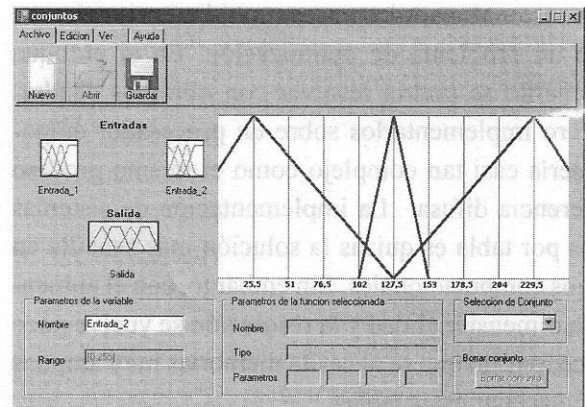 conjuntos
Archivo Edicion Ver Ayuda
Nuevo Abrir Guardar
Entradas
Entrada_1 Entrada_2
Salida
Salida
25,5 51 76,5 102 127,5 153 178,5 204 229,5
Parametros de la variable
Nombre Entrada_2
Rango [0 255]
Parametros de la funcion seleccionada
Nombre
Tipo
Parametros
Seleccion de Conjunto
Borrar conjunto
Borrar conjunto